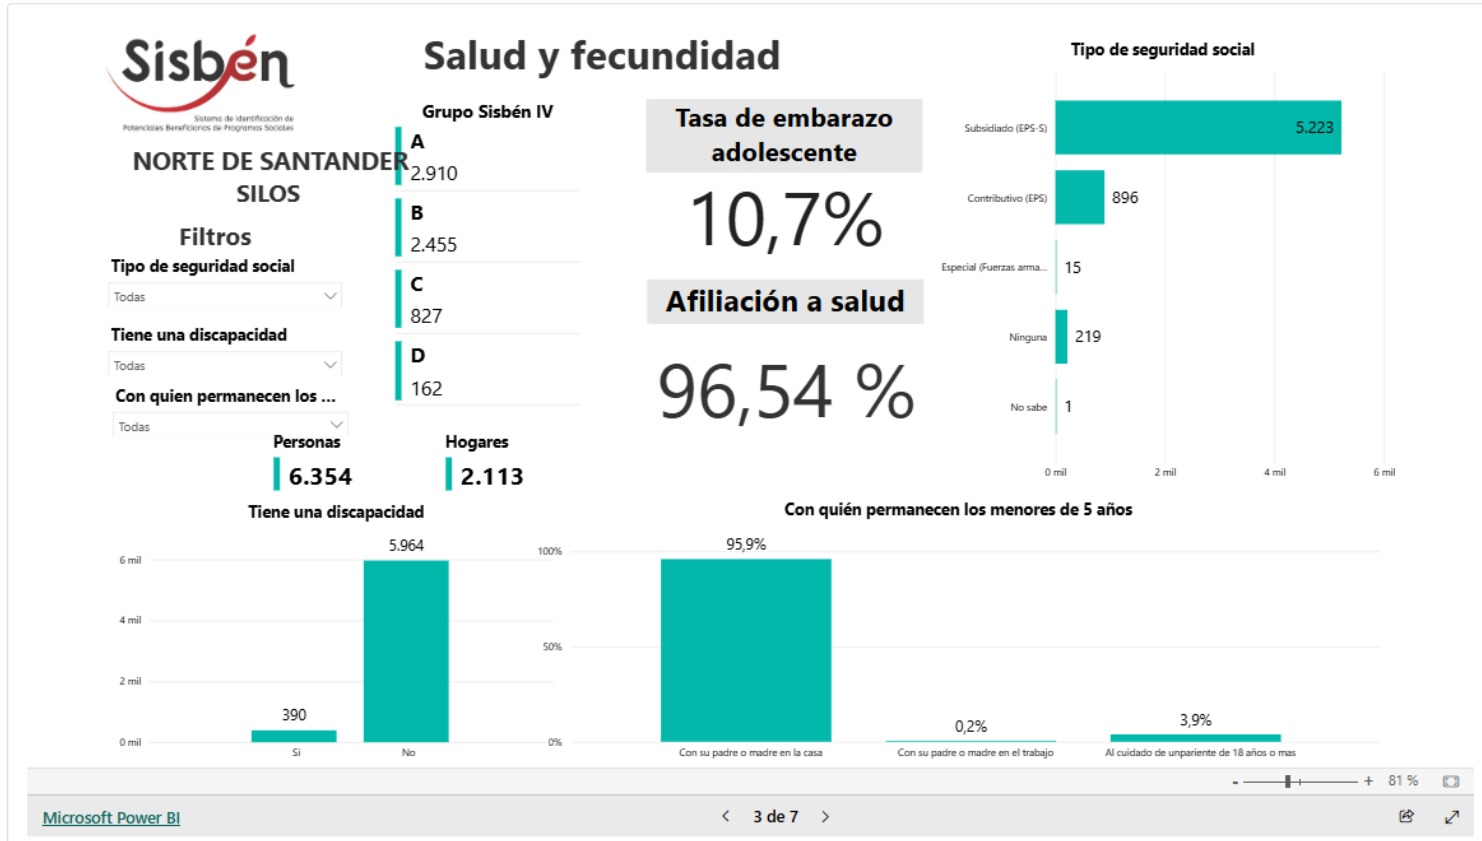 Sisbén
Sistema de Identificación de
Potenciales Beneficiarios de Programas Sociales
NORTE DE SANTANDER
SILOS
Filtros
Tipo de seguridad social
Todas
Tiene una discapacidad
Todas
Con quien permanecen los ...
Todas
Salud y fecundidad
Grupo Sisbén IV
A
2.910
B
2.455
C
827
D
162
Tasa de embarazo
adolescente
10,7%
Afiliación a salud
96,54 %
Tipo de seguridad social
Subsidiado (EPS-S)
5.223
Contributivo (EPS)
896
Especial (Fuerzas arma...
15
Ninguna
219
No sabe
1
0 mil
2 mil
4 mil
6 mil
Personas
6.354
Hogares
2.113
Tiene una discapacidad
6 mil
4 mil
2 mil
0 mil
390
5.964
Si
No
Con quién permanecen los menores de 5 años
100%
50%
0%
95,9%
0,2%
3,9%
Con su padre o madre en la casa
Con su padre o madre en el trabajo
Al cuidado de unpariente de 18 años o mas
- + 81 %
Microsoft Power BI
< 3 de 7 >